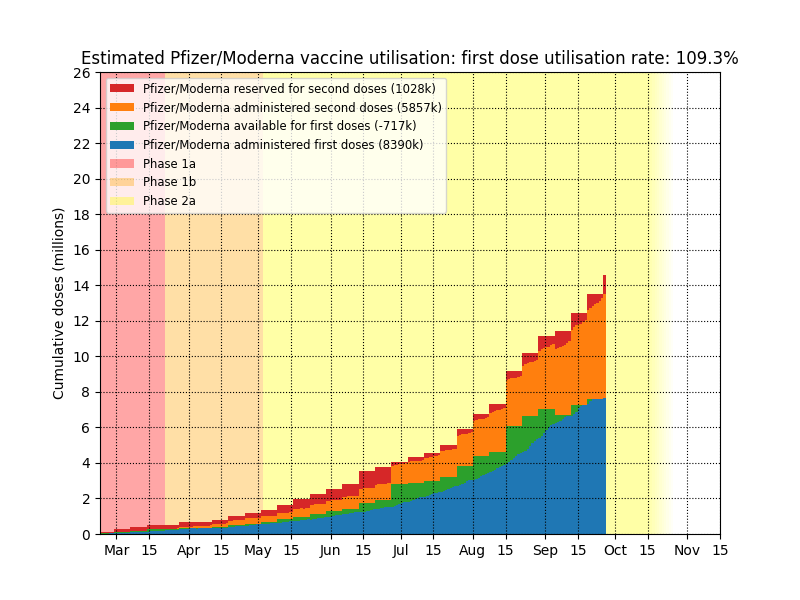 Estimated Pfizer/Moderna vaccine utilisation: first dose utilisation rate: 109.3%
Pfizer/Moderna reserved for second doses (1028k)
Pfizer/Moderna administered second doses (5857k)
Pfizer/Moderna available for first doses (-717k)
Pfizer/Moderna administered first doses (8390k)
Phase 1a
Phase 1b
Phase 2a
Cumulative doses (millions)
26
24
22
20
18
16
14
12
10
8
6
4
2
0
Mar 15 Apr 15 May 15 Jun 15 Jul 15 Aug 15 Sep 15 Oct 15 Nov 15